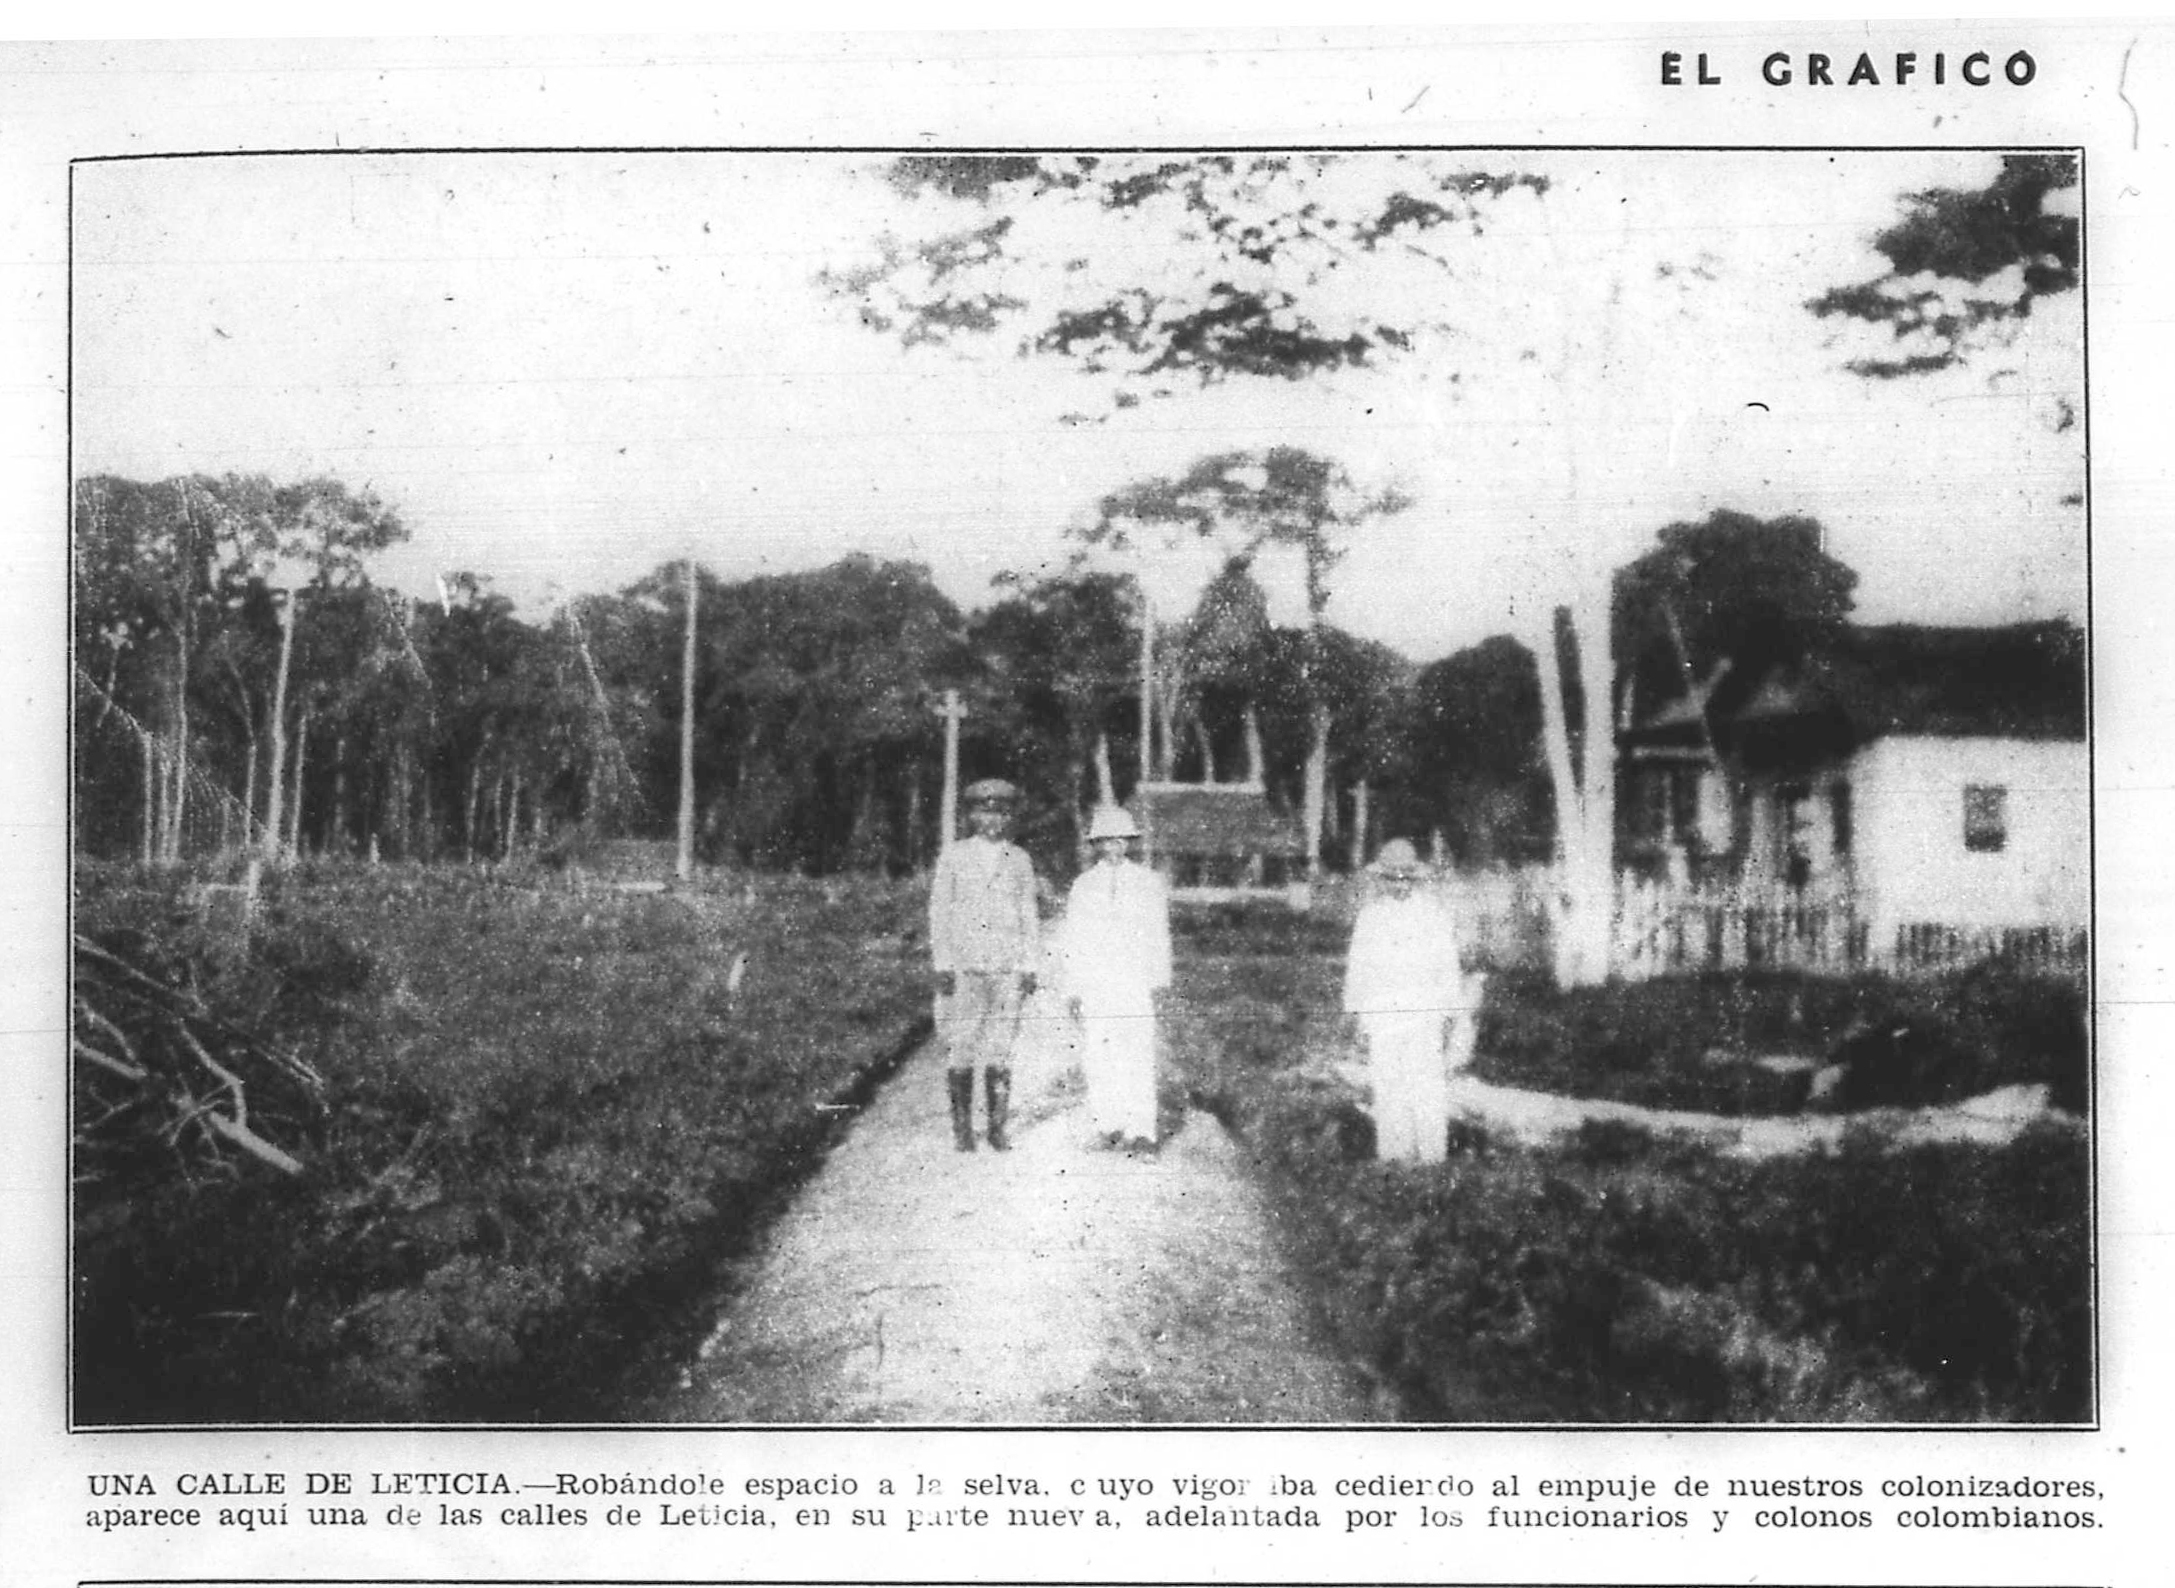 EL GRAFICO
UNA CALLE DE LETICIA.—Robándole espacio a la selva, cuyo vigor iba cediendo al empuje de nuestros colonizadores,
aparece aquí una de las calles de Leticia, en su parte nueva, adelantada por los funcionarios y colonos colombianos.